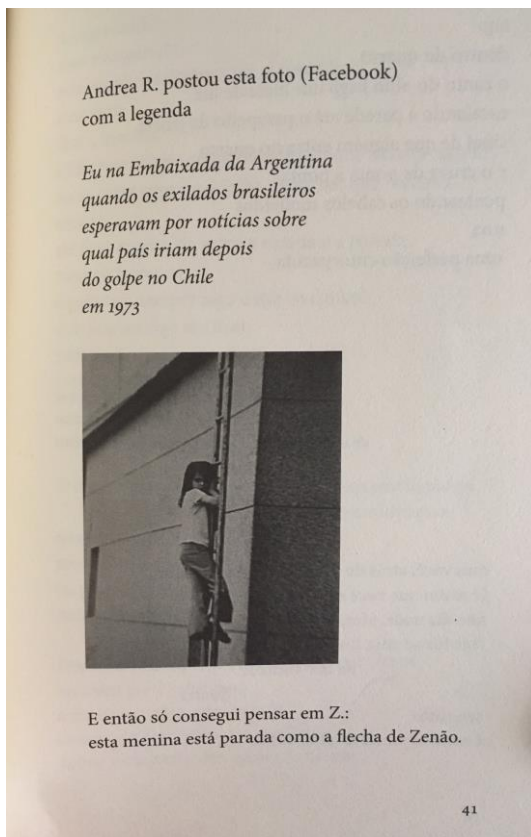 Andrea R. postou esta foto (Facebook)
com a legenda
Eu na Embaixada da Argentina
quando os exilados brasileiros
esperavam por notícias sobre
qual país iriam depois
do golpe no Chile
em 1973
E então só consegui pensar em Z.:
esta menina está parada como a flecha de Zenão.
41